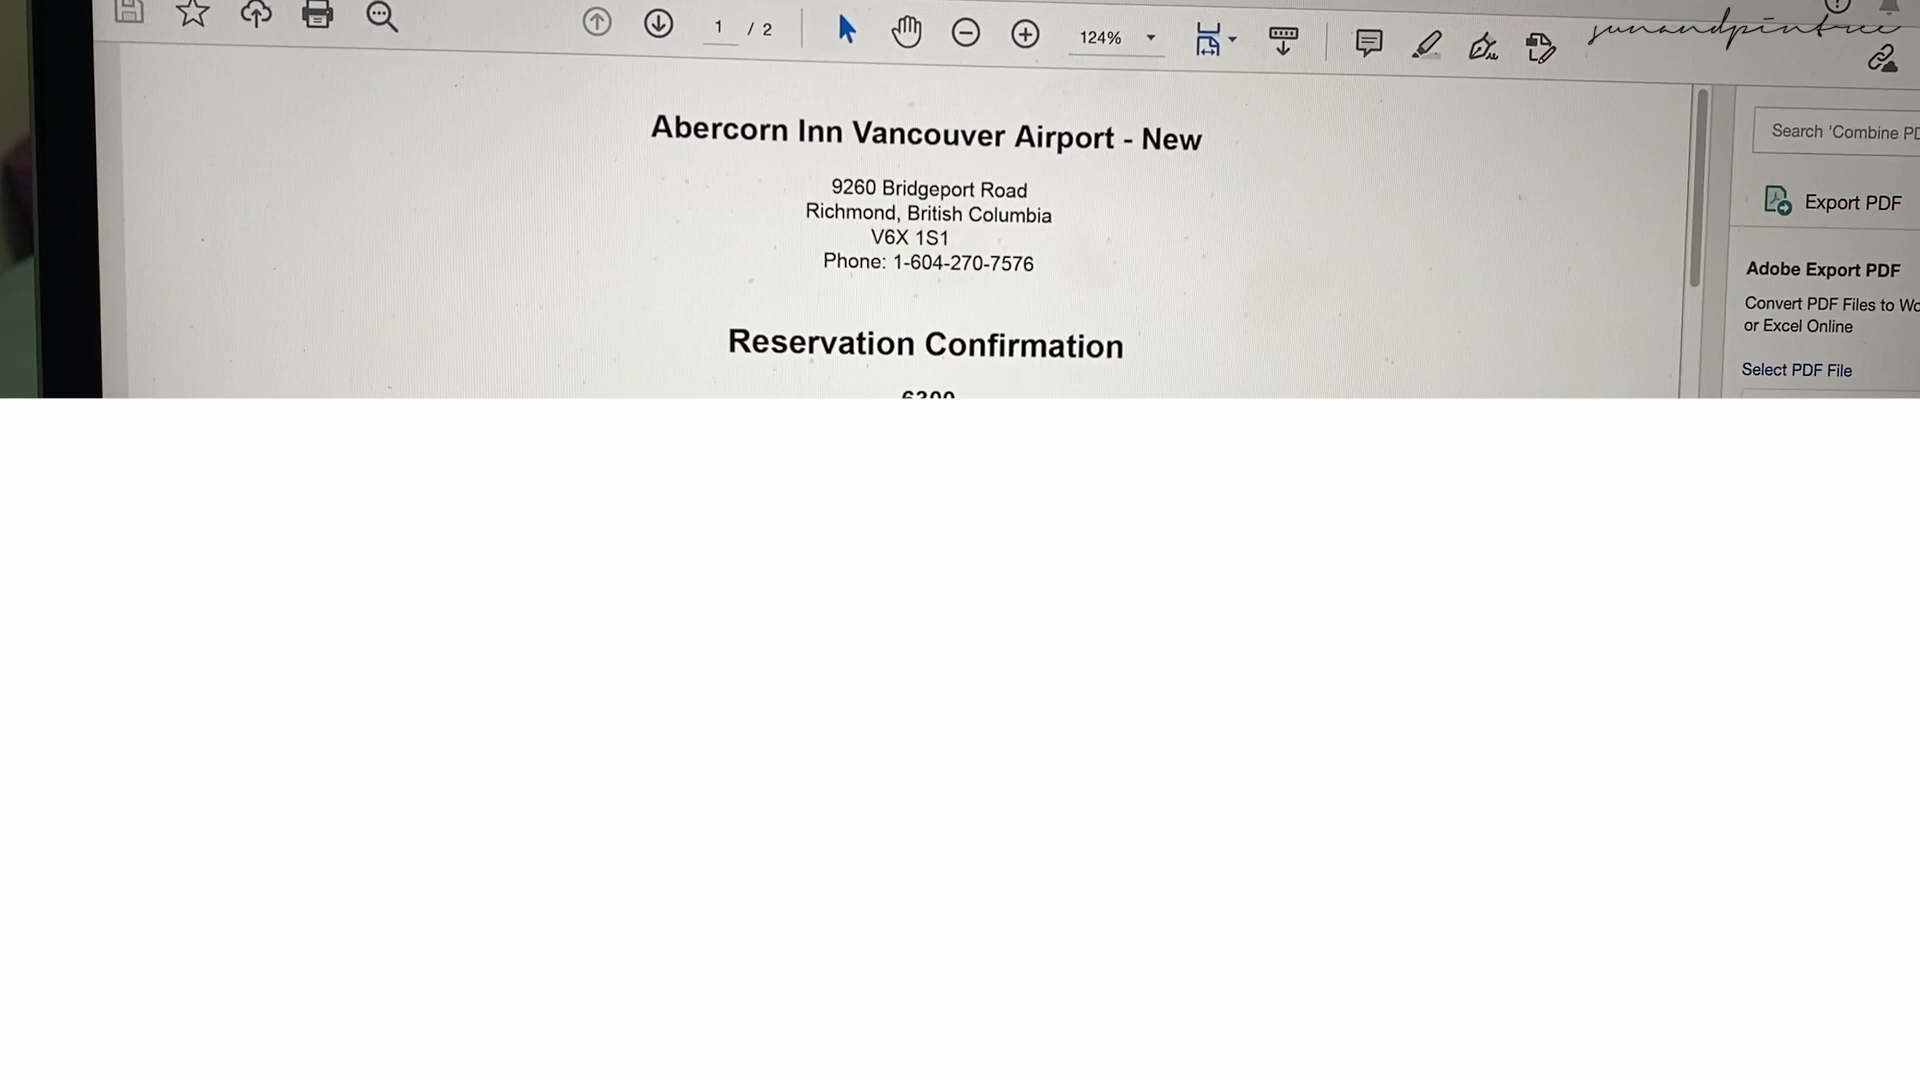 sunandpintree
1 / 2
124%
Abercorn Inn Vancouver Airport - New
9260 Bridgeport Road
Richmond, British Columbia
V6X 1S1
Phone: 1-604-270-7576
Reservation Confirmation
Search 'Combine PD
Export PDF
Adobe Export PDF
Convert PDF Files to Wo
or Excel Online
Select PDF File